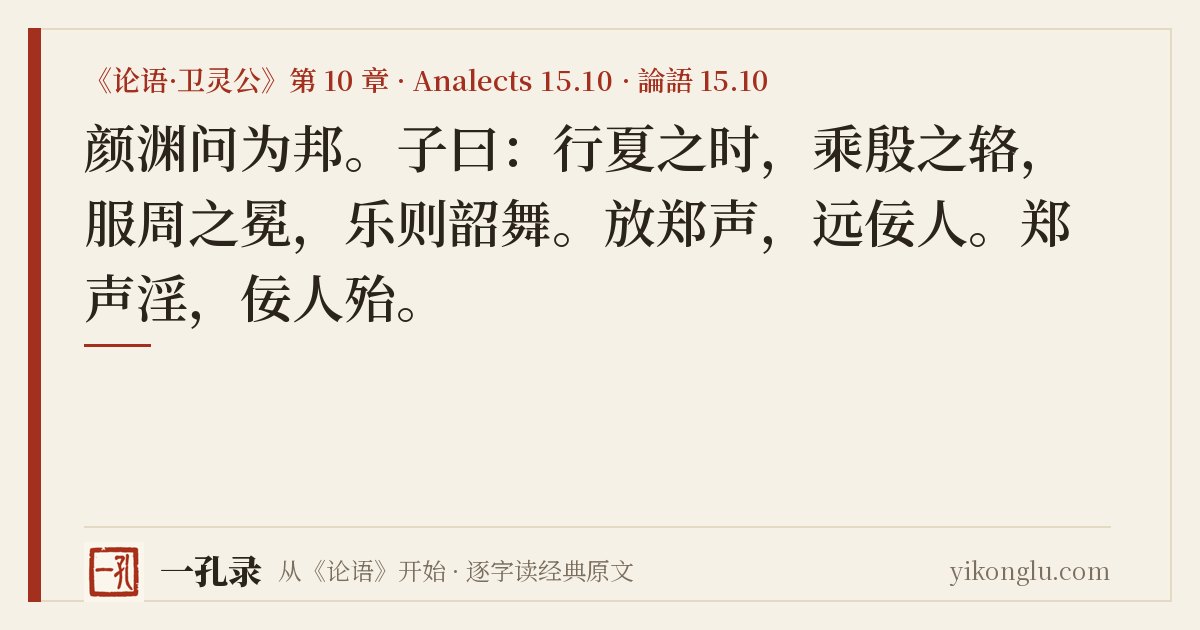 《论语·卫灵公》第 10 章 · Analects 15.10 · 論語 15.10
颜渊问为邦。子曰：行夏之时，乘殷之辂，
服周之冕，乐则韶舞。放郑声，远佞人。郑
声淫，佞人殆。
一孔
一孔录 从《论语》开始 · 逐字读经典原文
yikonglu.com